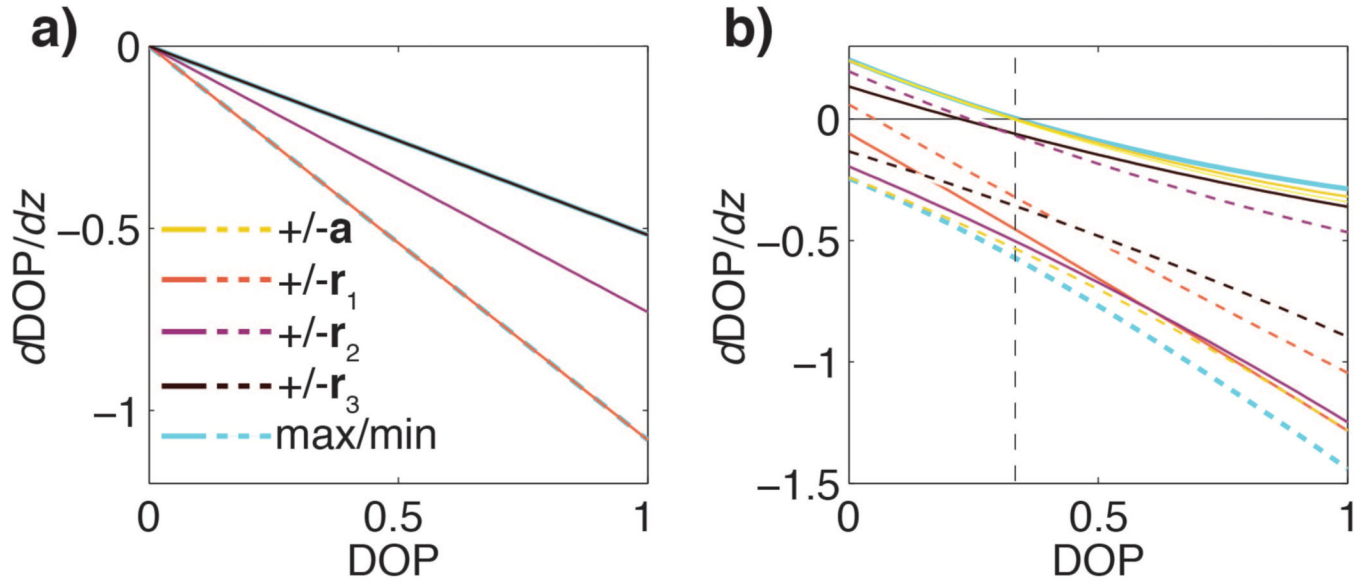 a)
0
−0.5
−1
dDOP/dz
+/-a
+/-r1
+/-r2
+/-r3
max/min
0
0.5
1
DOP
b)
0
−0.5
−1
−1.5
dDOP/dz
0
0.5
1
DOP